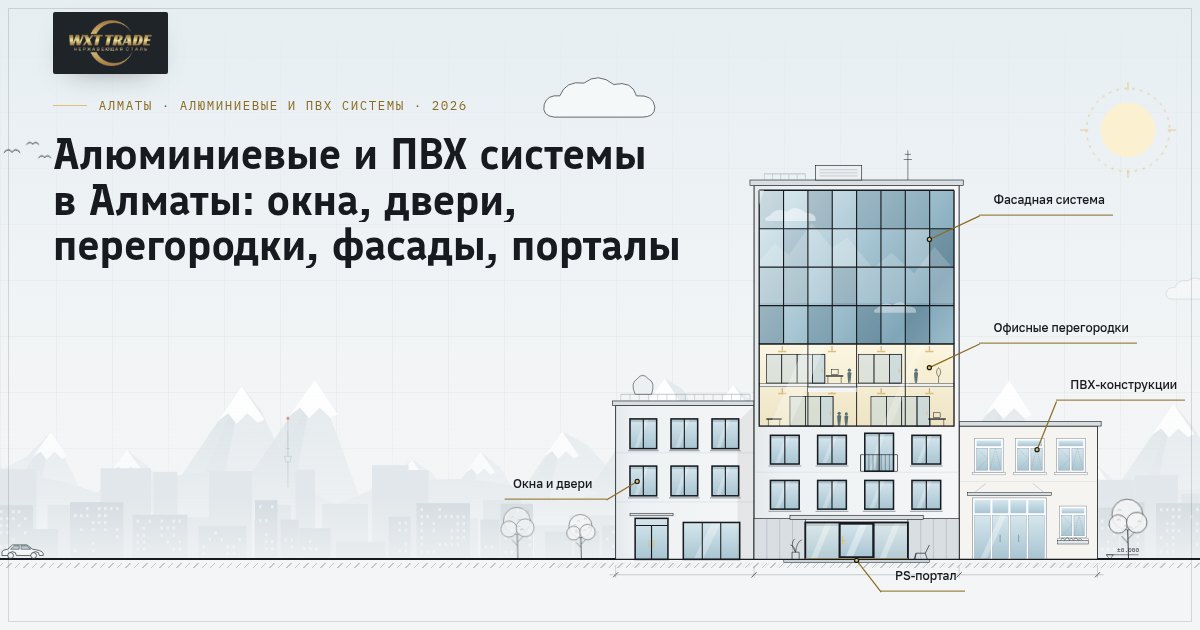 WXT TRADE
НЕРЖАВЕЮЩАЯ СТАЛЬ
АЛМАТЫ · АЛЮМИНИЕВЫЕ И ПВХ СИСТЕМЫ · 2026
Алюминиевые и ПВХ системы
в Алматы: окна, двери,
перегородки, фасады, порталы
Фасадная система
Офисные перегородки
ПВХ-конструкции
Окна и двери
±0.000
PS-портал